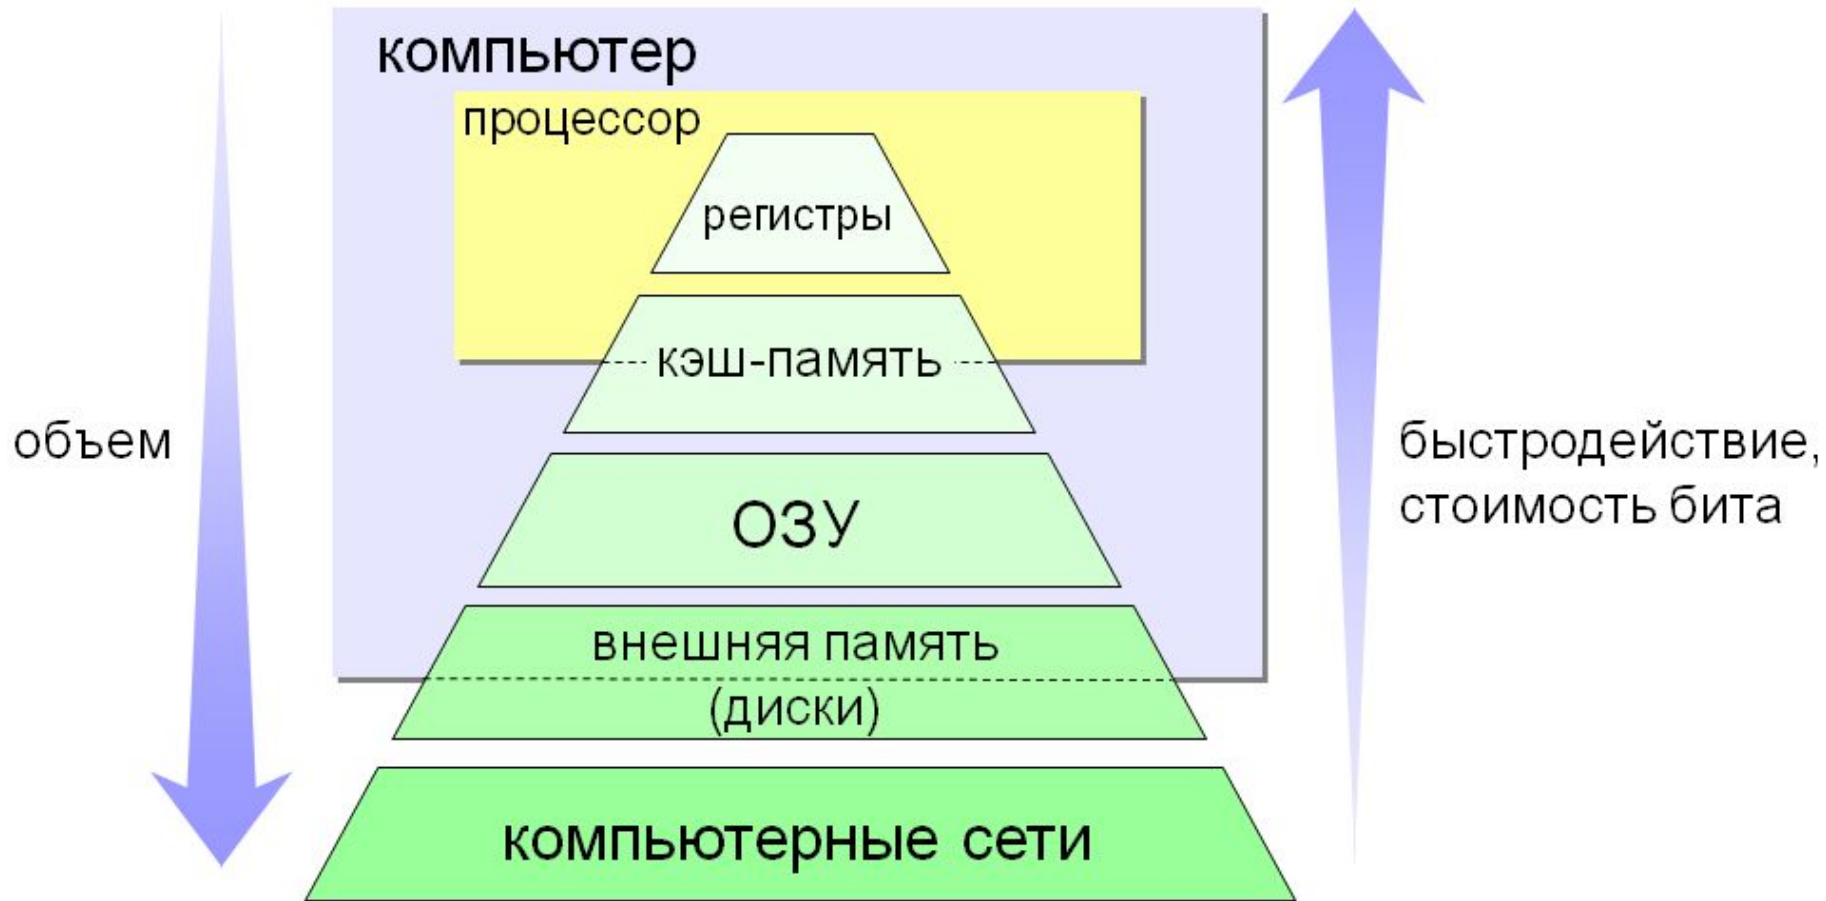 компьютер
процессор
регистры
кэш-память
объем
быстродействие,
стоимость бита
ОЗУ
внешняя память
(диски)
компьютерные сети